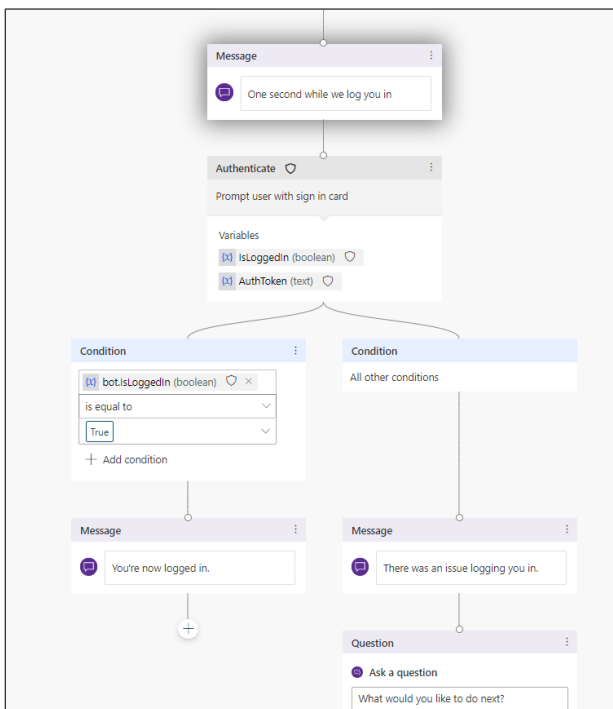 Message
One second while we log you in
Authenticate
Prompt user with sign in card
Variables
{x} IsLoggedIn (boolean)
{x} AuthToken (text)
Condition
{x} bot.IsLoggedIn (boolean)
is equal to
True
Add condition
Condition
All other conditions
Message
You're now logged in.
Message
There was an issue logging you in.
Question
Ask a question
What would you like to do next?